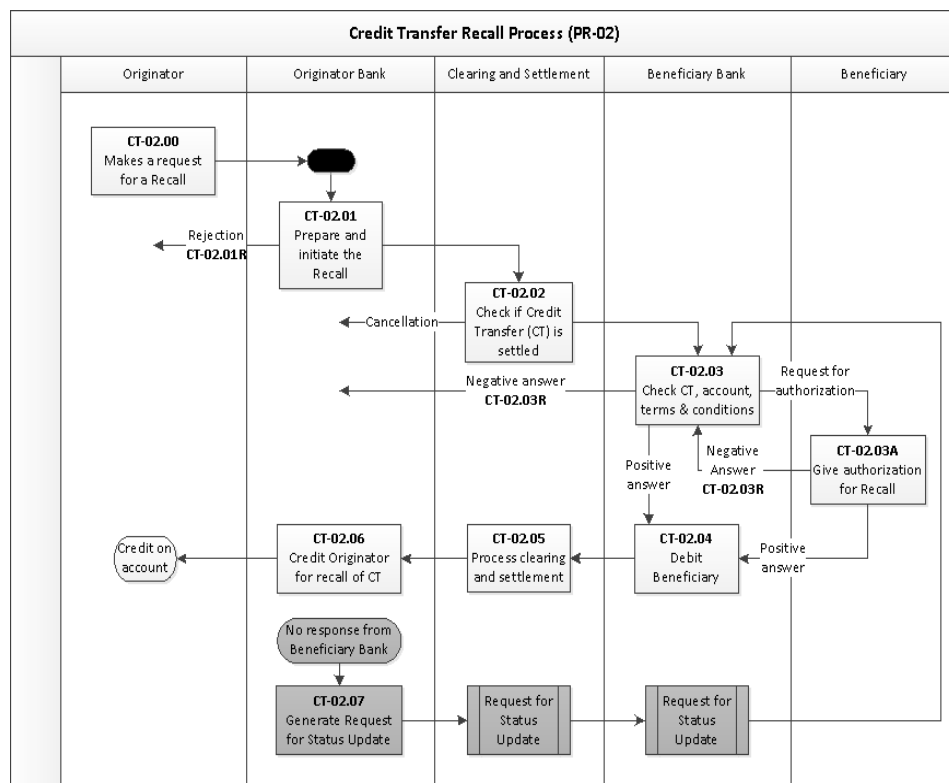 Credit Transfer Recall Process (PR-02)
Originator
Originator Bank
Clearing and Settlement
Beneficiary Bank
Beneficiary
CT-02.00
Makes a request
for a Recall
CT-02.01
Prepare and
initiate the
Recall
Rejection
CT-02.01R
CT-02.02
Check if Credit
Transfer (CT) is
settled
Cancellation
CT-02.03
Check CT, account,
terms & conditions
Request for
authorization
Negative answer
CT-02.03R
CT-02.03A
Give authorization
for Recall
Negative
Answer
CT-02.03R
Positive
answer
Credit on
account
CT-02.06
Credit Originator
for recall of CT
CT-02.05
Process clearing
and settlement
CT-02.04
Debit
Beneficiary
Positive
answer
No response from
Beneficiary Bank
CT-02.07
Generate Request
for Status Update
Request for
Status
Update
Request for
Status
Update